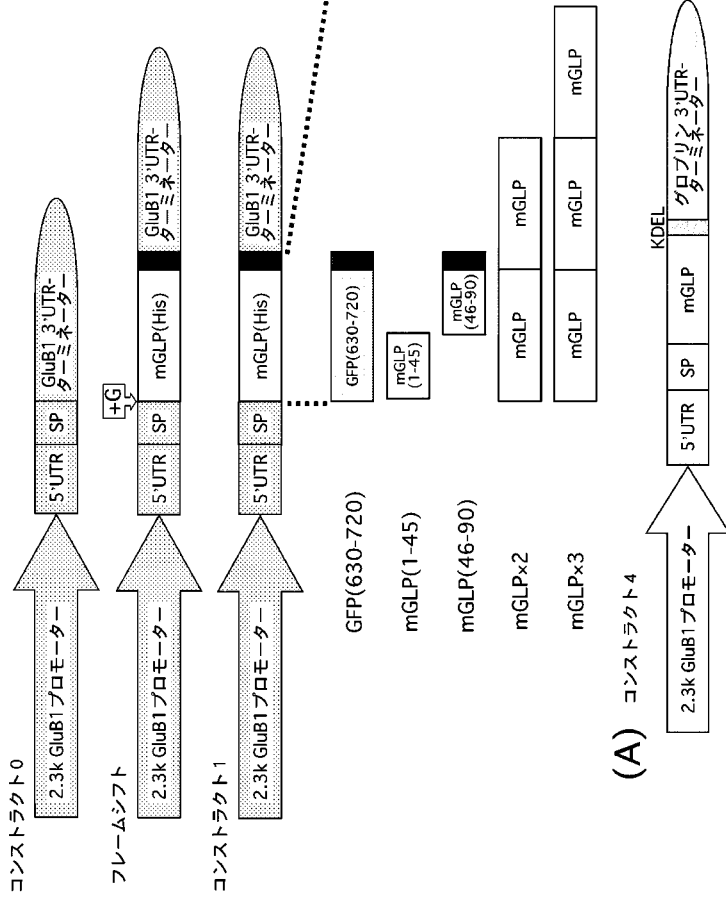 コンストラクト0
2.3k GluB1プロモーター
5'UTR
SP
GluB1 3'UTR-
ターミネーター
フレームシフト
+G
2.3k GluB1プロモーター
5'UTR
SP
mGLP(His)
GluB1 3'UTR-
ターミネーター
コンストラクト1
2.3k GluB1プロモーター
5'UTR
SP
mGLP(His)
GluB1 3'UTR-
ターミネーター
GFP(630-720)
GFP(630-720)
mGLP(1-45)
mGLP
(1-45)
mGLP(46-90)
mGLP
(46-90)
mGLP×2
mGLP
mGLP
mGLP×3
mGLP
mGLP
mGLP
(A)
コンストラクト4
2.3k GluB1プロモーター
5'UTR
SP
mGLP
KDEL
グロブリン 3'UTR-
ターミネーター